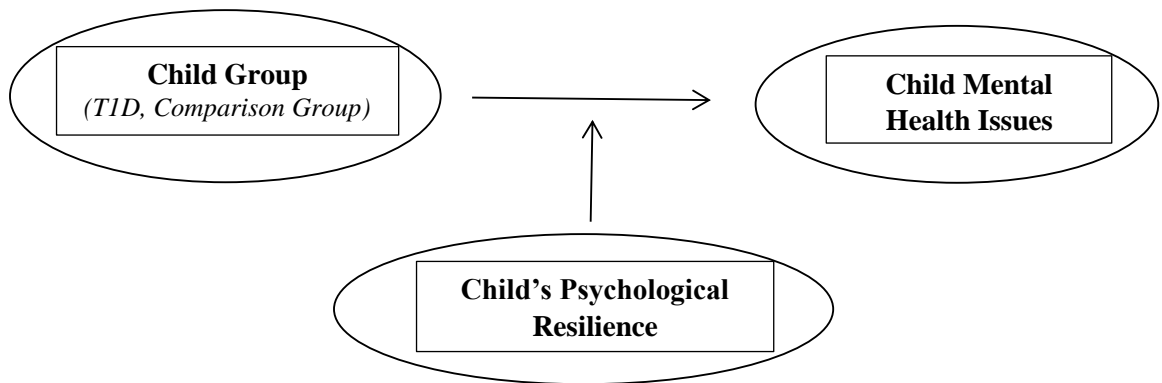 Child Group
(T1D, Comparison Group)
Child Mental
Health Issues
Child’s Psychological
Resilience